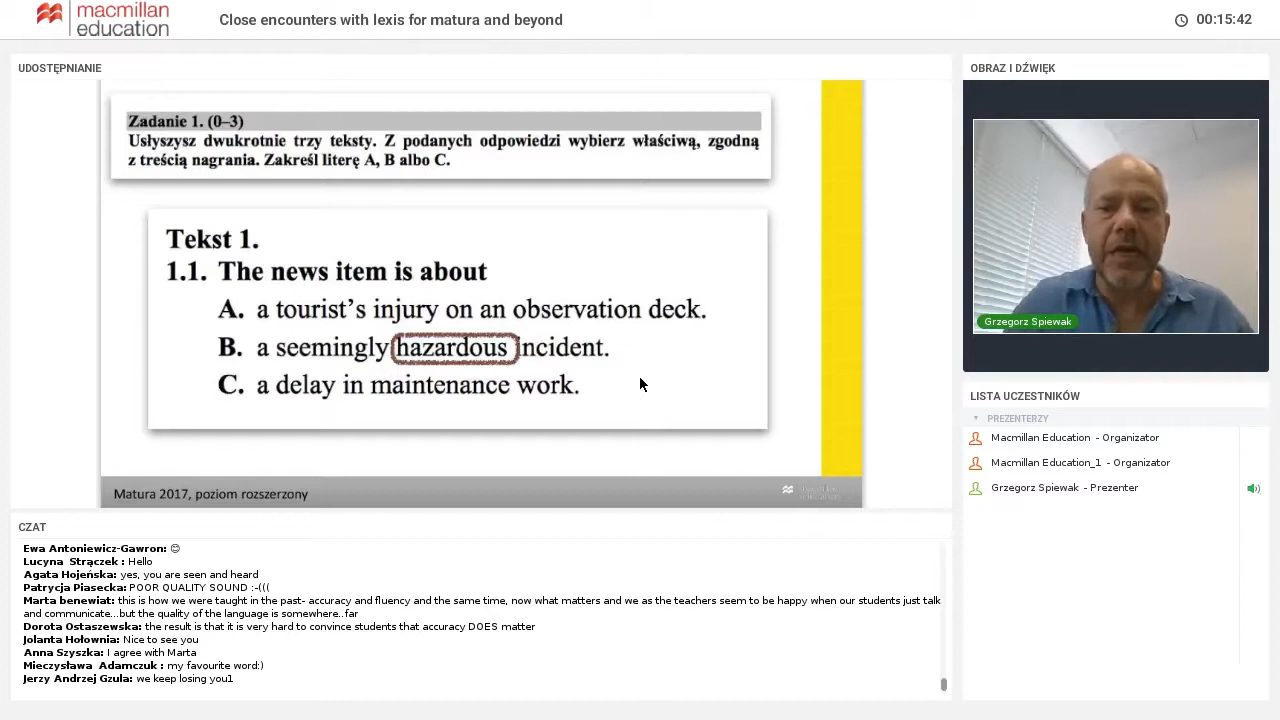 macmillan
education
Close encounters with lexis for matura and beyond
00:15:42
UDOSTĘPNIANIE
Zadanie 1. (0–3)
Usłyszysz dwukrotnie trzy teksty. Z podanych odpowiedzi wybierz właściwą, zgodną
z treścią nagrania. Zakreśl literę A, B albo C.
Tekst 1.
1.1. The news item is about
A. a tourist's injury on an observation deck.
B. a seemingly hazardous incident.
C. a delay in maintenance work.
Matura 2017, poziom rozszerzony
OBRAZ I DŹWIĘK
Grzegorz Spiewak
LISTA UCZESTNIKÓW
PREZENTERZY
Macmillan Education - Organizator
Macmillan Education_1 - Organizator
Grzegorz Spiewak - Prezenter
CZAT
Ewa Antoniewicz-Gawron: 😊
Lucyna Strączek : Hello
Agata Hojeńska: yes, you are seen and heard
Patrycja Piasecka: POOR QUALITY SOUND :-(((
Marta benewiat: this is how we were taught in the past- accuracy and fluency and the same time, now what matters and we as the teachers seem to be happy when our students just talk
and communicate...but the quality of the language is somewhere..far
Dorota Ostaszewska: the result is that it is very hard to convince students that accuracy DOES matter
Jolanta Hołownia: Nice to see you
Anna Szyszka: I agree with Marta
Mieczysława Adamczuk : my favourite word:)
Jerzy Andrzej Gzula: we keep losing you1